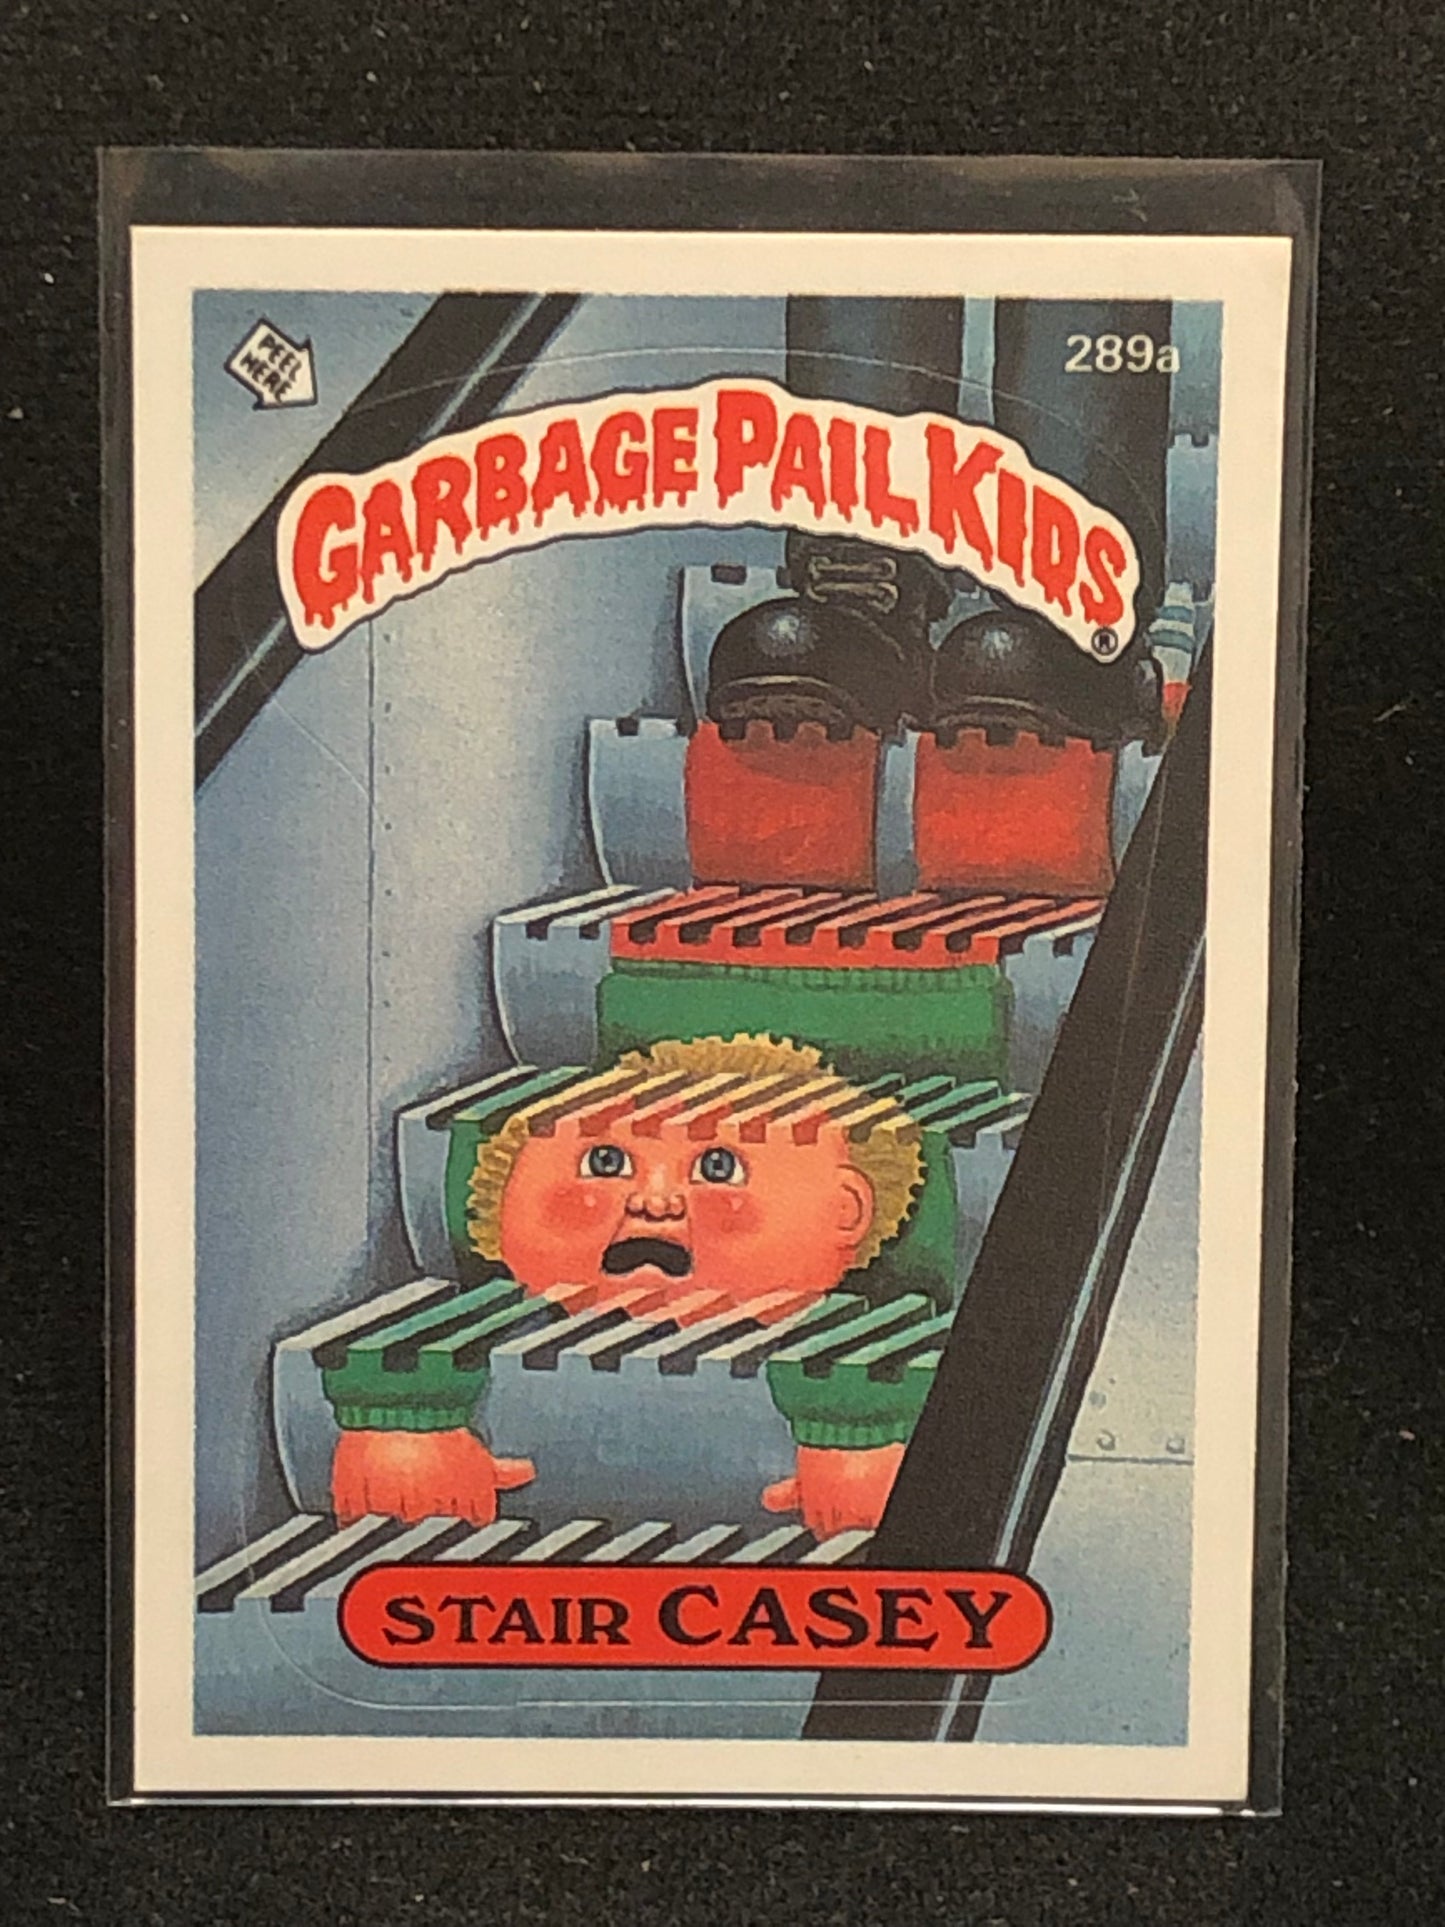 PEEL
HERE
289a
GARBAGE PAIL KIDS®
STAIR CASEY